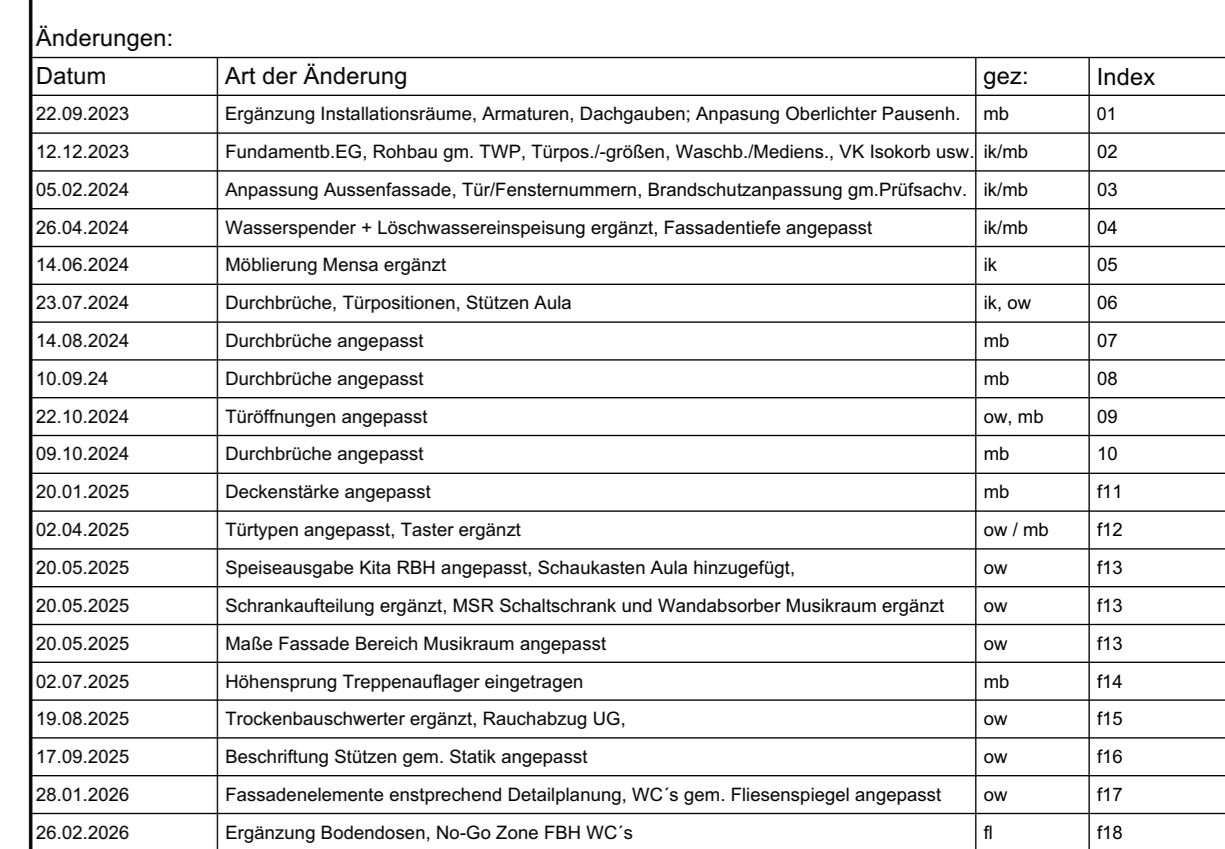 Änderungen:
Datum Art der Änderung gez: Index
22.09.2023 Ergänzung Installationsräume, Armaturen, Dachgauben; Anpasung Oberlichter Pausenh. mb 01
12.12.2023 Fundamentb.EG, Rohbau gm. TWP, Türpos./-größen, Waschb./Mediens., VK Isokorb usw. ik/mb 02
05.02.2024 Anpassung Aussenfassade, Tür/Fensternummern, Brandschutzanpassung gm.Prüfsachv. ik/mb 03
26.04.2024 Wasserspender + Löschwassereinspeisung ergänzt, Fassadentiefe angepasst ik/mb 04
14.06.2024 Möblierung Mensa ergänzt ik 05
23.07.2024 Durchbrüche, Türpositionen, Stützen Aula ik, ow 06
14.08.2024 Durchbrüche angepasst mb 07
10.09.24 Durchbrüche angepasst mb 08
22.10.2024 Türöffnungen angepasst ow, mb 09
09.10.2024 Durchbrüche angepasst mb 10
20.01.2025 Deckenstärke angepasst mb f11
02.04.2025 Türtypen angepasst, Taster ergänzt ow / mb f12
20.05.2025 Speiseausgabe Kita RBH angepasst, Schaukasten Aula hinzugefügt, ow f13
20.05.2025 Schrankaufteilung ergänzt, MSR Schaltschrank und Wandabsorber Musikraum ergänzt ow f13
20.05.2025 Maße Fassade Bereich Musikraum angepasst ow f13
02.07.2025 Höhensprung Treppenauflager eingetragen mb f14
19.08.2025 Trockenbauschwerter ergänzt, Rauchabzug UG, ow f15
17.09.2025 Beschriftung Stützen gem. Statik angepasst ow f16
28.01.2026 Fassadenelemente enstprechend Detailplanung, WC´s gem. Fliesenspiegel angepasst ow f17
26.02.2026 Ergänzung Bodendosen, No-Go Zone FBH WC´s fl f18